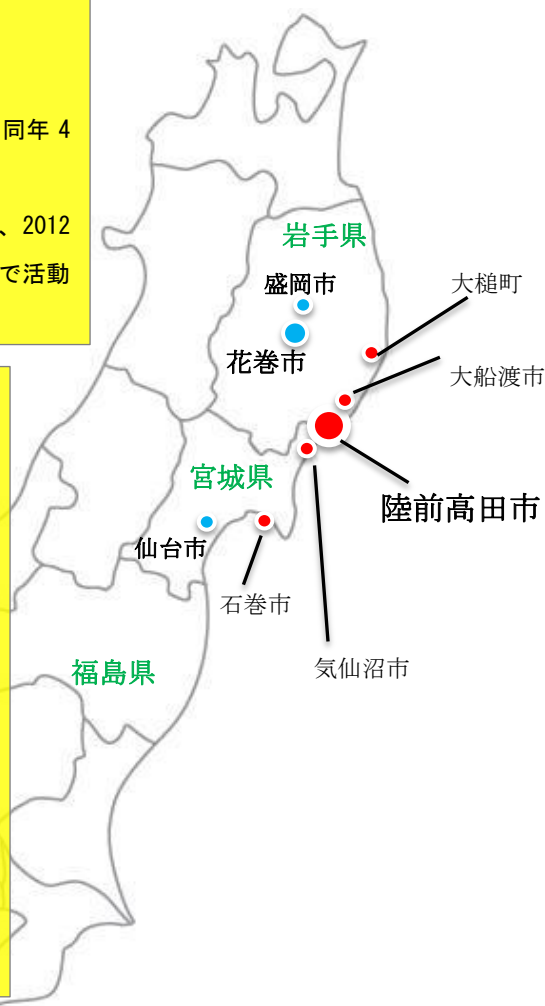 同年 4
、2012
で活動
岩手県
盛岡市
大槌町
花巻市
大船渡市
宮城県
陸前高田市
仙台市
石巻市
気仙沼市
福島県